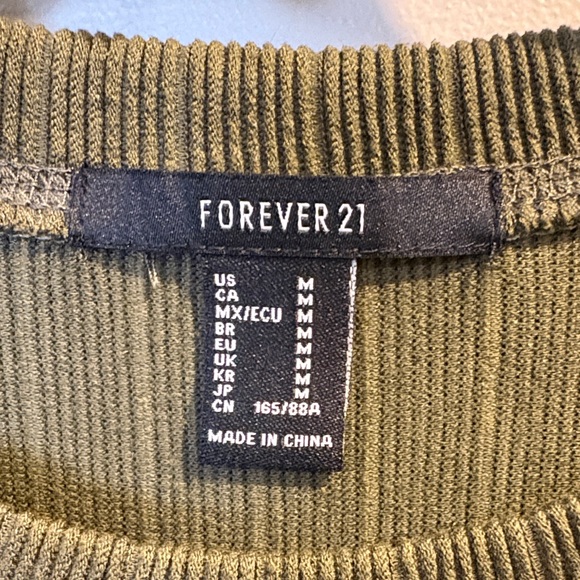 FOREVER 21
US M
CA M
MX/ECU M
BR M
EU M
UK M
KR M
JP M
CN 165/88A
MADE IN CHINA